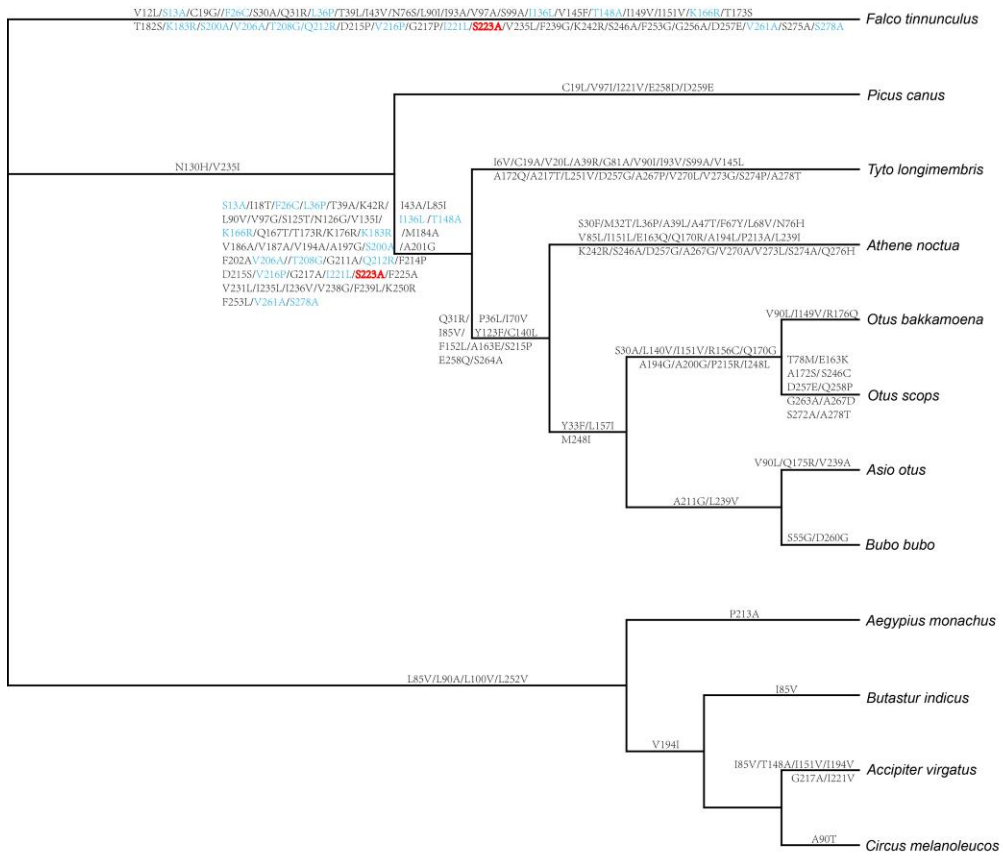 V12L/S13A/C19G//F26C/S30A/Q31R/L36P/T39L/I43V/N76S/L90I/I93A/V97A/S99A/I136L/V145F/T148A/I149V/I151V/K166R/T173S
T182S/K183R/S200A/V206A/T208G/Q212R/D215P/V216P/G217P/I221L/S223A/V235L/F239G/K242R/S246A/F253G/G256A/D257E/V261A/S275A/S278A
Falco tinnunculus
C19L/V97I/I221V/E258D/D259E
Picus canus
N130H/V235I
I6V/C19A/V20L/A39R/G81A/V90I/I93V/S99A/V145L
A172Q/A217T/L251V/D257G/A267P/V270L/V273G/S274P/A278T
Tyto longimembris
S13A/I18T/F26C/L36P/T39A/K42R/ I43A/L85I
L90V/V97G/S125T/N126G/V135I/ I136L/T148A
K166R/Q167T/T173R/K176R/K183R /M184A
V186A/V187A/V194A/A197G/S200A /A201G
F202AV206A//T208G/G211A/Q212R/F214P
D215S/V216P/G217A/I221L/S223A/F225A
V231L/I235L/I236V/V238G/F239L/K250R
F253L/V261A/S278A
S30F/M32T/L36P/A39L/A47T/F67Y/L68V/N76H
V85L/I151L/E163Q/Q170R/A194L/P213A/L239I
K242R/S246A/D257G/A267G/V270A/V273L/S274A/Q276H
Athene noctua
Q31R/ P36L/I70V
I85V/ Y123F/C140L
F152L/A163E/S215P
E258Q/S264A
V90L/I149V/R176Q
Otus bakkamoena
S30A/L140V/I151V/R156C/Q170G
A194G/A200G/P215R/I248L
T78M/E163K
A172S/S246C
D257E/Q258P
G263A/A267D
S272A/A278T
Otus scops
Y33F/L157I
M248I
V90L/Q175R/V239A
Asio otus
A211G/L239V
S55G/D260G
Bubo bubo
P213A
Aegypius monachus
L85V/L90A/L100V/L252V
I85V
Butastur indicus
V194I
I85V/T148A/I151V/I194V
G217A/I221V
Accipiter virgatus
A90T
Circus melanoleucos